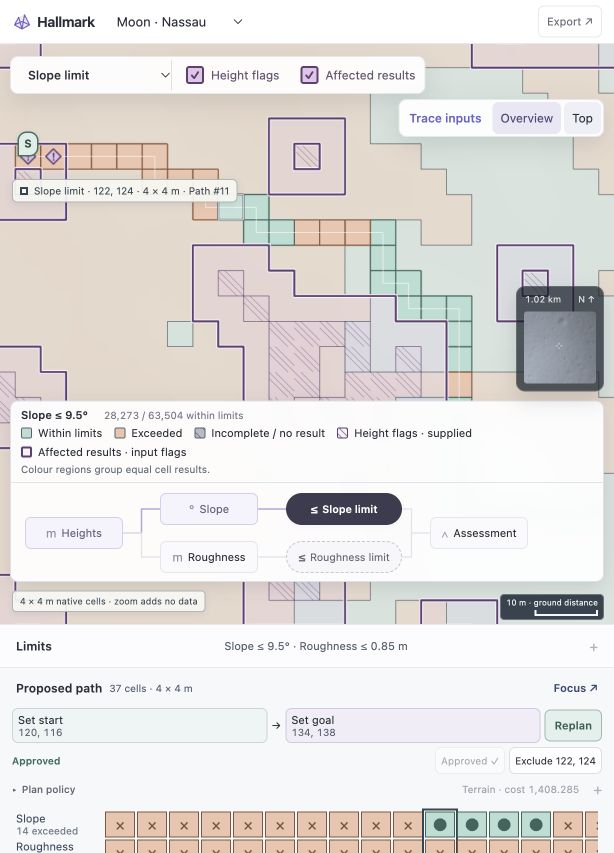 Hallmark
Moon · Nassau
Export ↗
Slope limit
Height flags
Affected results
Trace inputs
Overview
Top
S
Slope limit · 122, 124 · 4 × 4 m · Path #11
1.02 km
N ↑
Slope ≤ 9.5°
28,273 / 63,504 within limits
Within limits
Exceeded
Incomplete / no result
Height flags · supplied
Affected results · input flags
Colour regions group equal cell results.
° Slope
≤ Slope limit
m Heights
Assessment
m Roughness
≤ Roughness limit
4 × 4 m native cells · zoom adds no data
10 m · ground distance
Limits
Slope ≤ 9.5° · Roughness ≤ 0.85 m
+
Proposed path
37 cells · 4 × 4 m
Focus ↗
Set start
120, 116
→
Set goal
134, 138
Replan
Approved
Approved ✓
Exclude 122, 124
▸ Plan policy
Terrain · cost 1,408.285
+
Slope
14 exceeded
Roughness